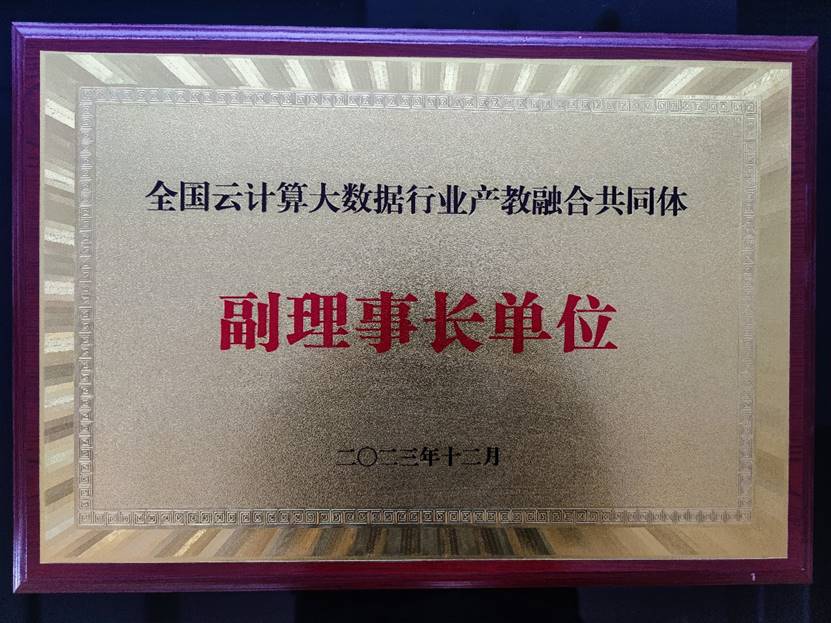 全国云计算大数据行业产教融合共同体
副理事长单位
二〇二三年十二月